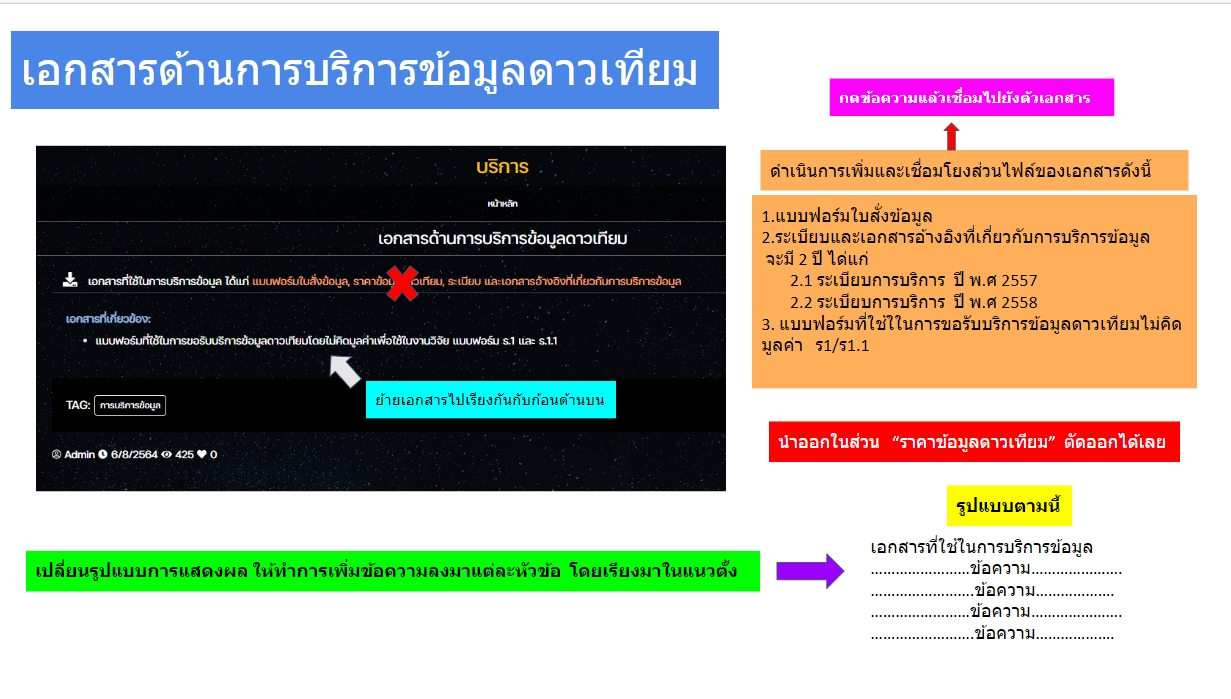 เอกสารด้านการบริการข้อมูลดาวเทียม
กดข้อความแล้วเชื่อมไปยังตัวเอกสาร
ดำเนินการเพิ่มและเชื่อมโยงส่วนไฟล์ของเอกสารดังนี้
1.แบบฟอร์มใบสั่งข้อมูล
2.ระเบียบและเอกสารอ้างอิงที่เกี่ยวกับการบริการข้อมูล
จะมี 2 ปี ได้แก่
2.1 ระเบียบการบริการ ปี พ.ศ 2557
2.2 ระเบียบการบริการ ปี พ.ศ 2558
3. แบบฟอร์มที่ใช้ใในการขอรับบริการข้อมูลดาวเทียมไม่คิด
มูลค่า ร1/ร1.1
บริการ
หน้าหลัก
เอกสารด้านการบริการข้อมูลดาวเทียม
เอกสารที่ใช้ในการบริการข้อมูล ได้แก่ แบบฟอร์มใบสั่งข้อมูล, ราคาข้อมูลดาวเทียม, ระเบียบ และเอกสารอ้างอิงที่เกี่ยวกับการบริการข้อมูล
เอกสารที่เกี่ยวข้อง:
• แบบฟอร์มที่ใช้ในการขอรับบริการข้อมูลดาวเทียมโดยไม่คิดมูลค่าเพื่อใช้ในงานวิจัย แบบฟอร์ม ร.1 และ ร.1.1
ย้ายเอกสารไปเรียงกันกับก้อนด้านบน
TAG: การบริการข้อมูล
Admin 6/8/2564 425 0
นำออกในส่วน “ราคาข้อมูลดาวเทียม” ตัดออกได้เลย
รูปแบบตามนี้
เปลี่ยนรูปแบบการแสดงผล ให้ทำการเพิ่มข้อความลงมาแต่ละหัวข้อ โดยเรียงมาในแนวตั้ง
เอกสารที่ใช้ในการบริการข้อมูล
........................ข้อความ......................
.........................ข้อความ...................
........................ข้อความ......................
.........................ข้อความ...................